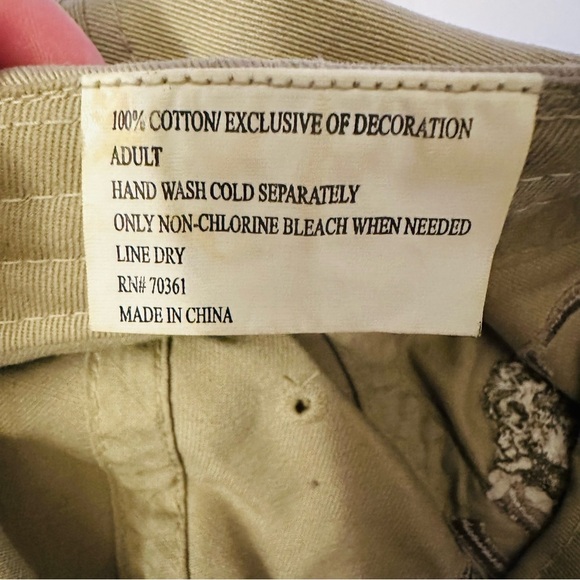 100% COTTON/ EXCLUSIVE OF DECORATION
ADULT
HAND WASH COLD SEPARATELY
ONLY NON-CHLORINE BLEACH WHEN NEEDED
LINE DRY
RN# 70361
MADE IN CHINA